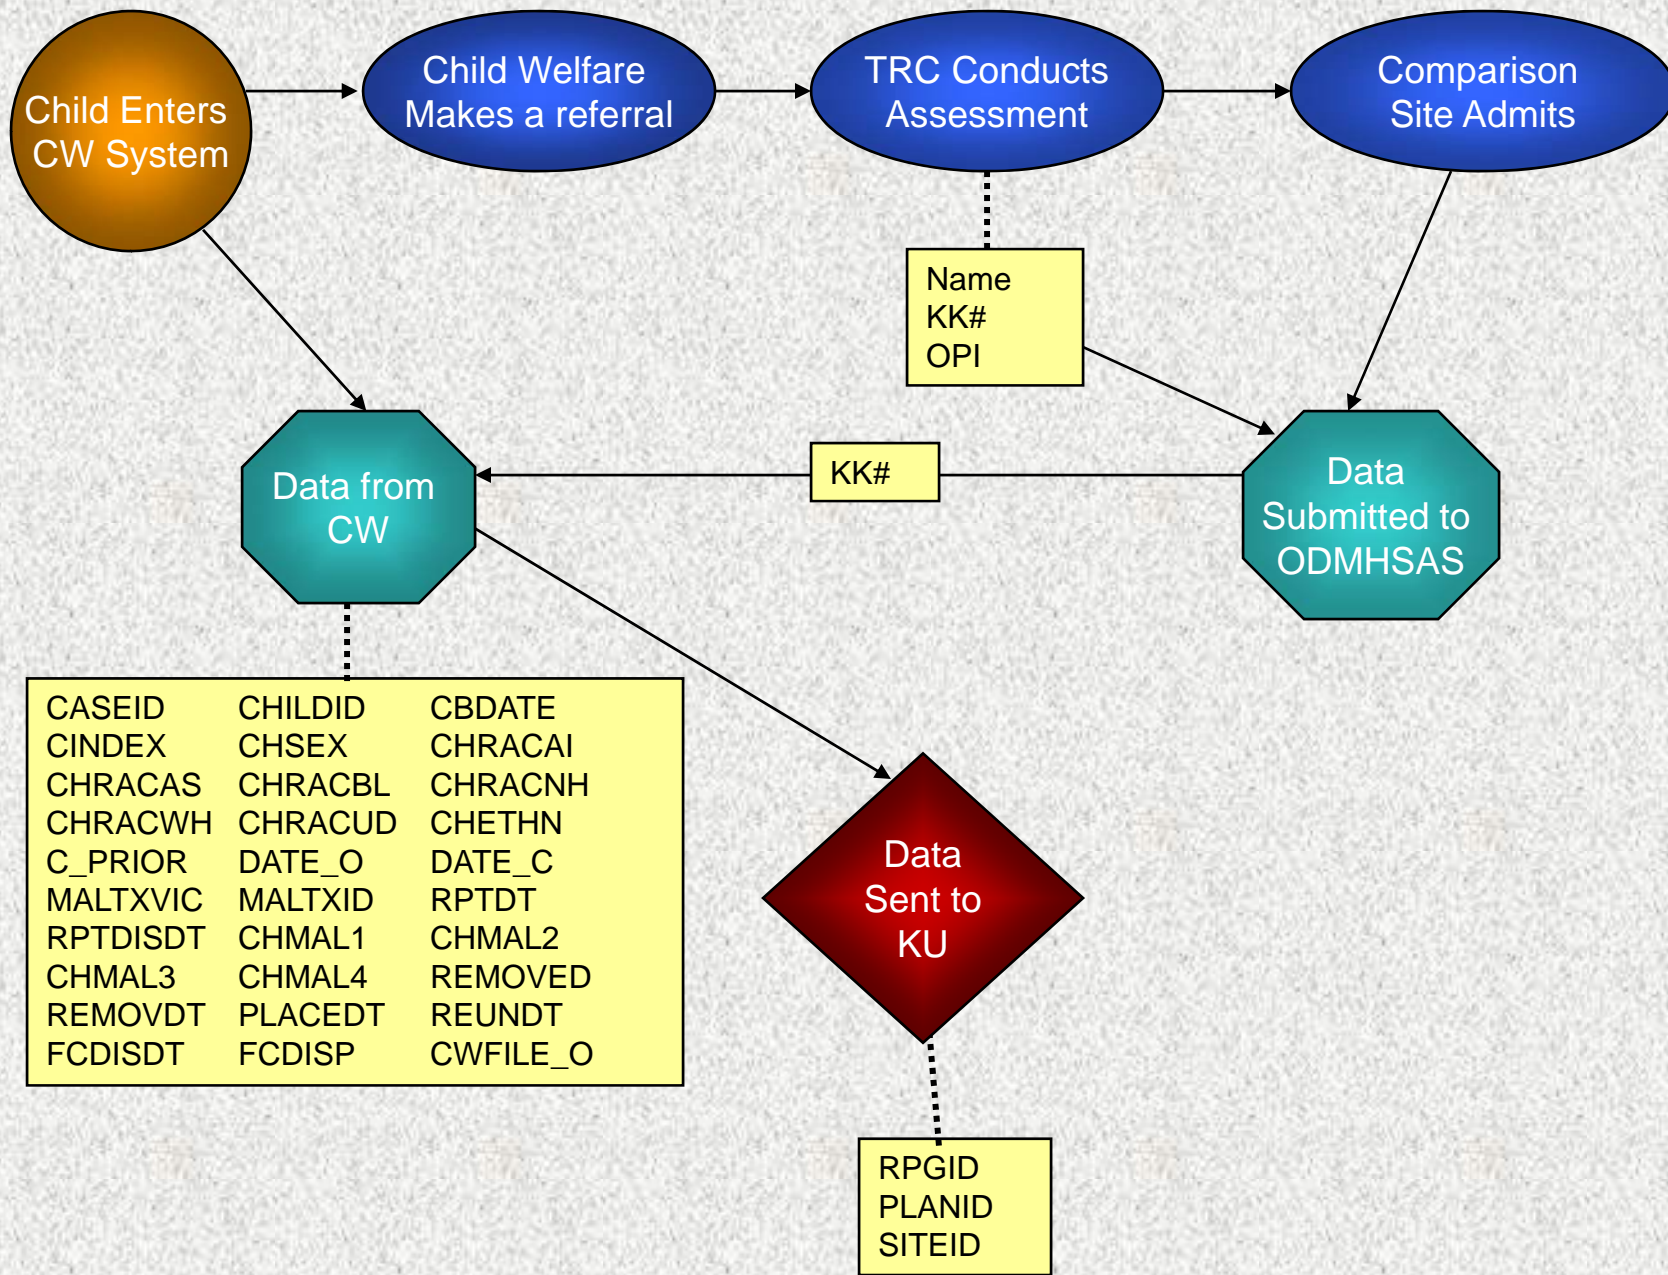 Child Enters
CW System
Child Welfare
Makes a referral
TRC Conducts
Assessment
Comparison
Site Admits
Name
KK#
OPI
Data from
CW
KK#
Data
Submitted to
ODMHSAS
CASEID CHILDID CBDATE
CINDEX CHSEX CHRACAI
CHRACAS CHRACBL CHRACNH
CHRACWH CHRACUD CHETHN
C_PRIOR DATE_O DATE_C
MALTXVIC MALTXID RPTDT
RPTDISDT CHMAL1 CHMAL2
CHMAL3 CHMAL4 REMOVED
REMOVDT PLACEDT REUNDT
FCDISDT FCDISP CWFILE_O
Data
Sent to
KU
RPGID
PLANID
SITEID